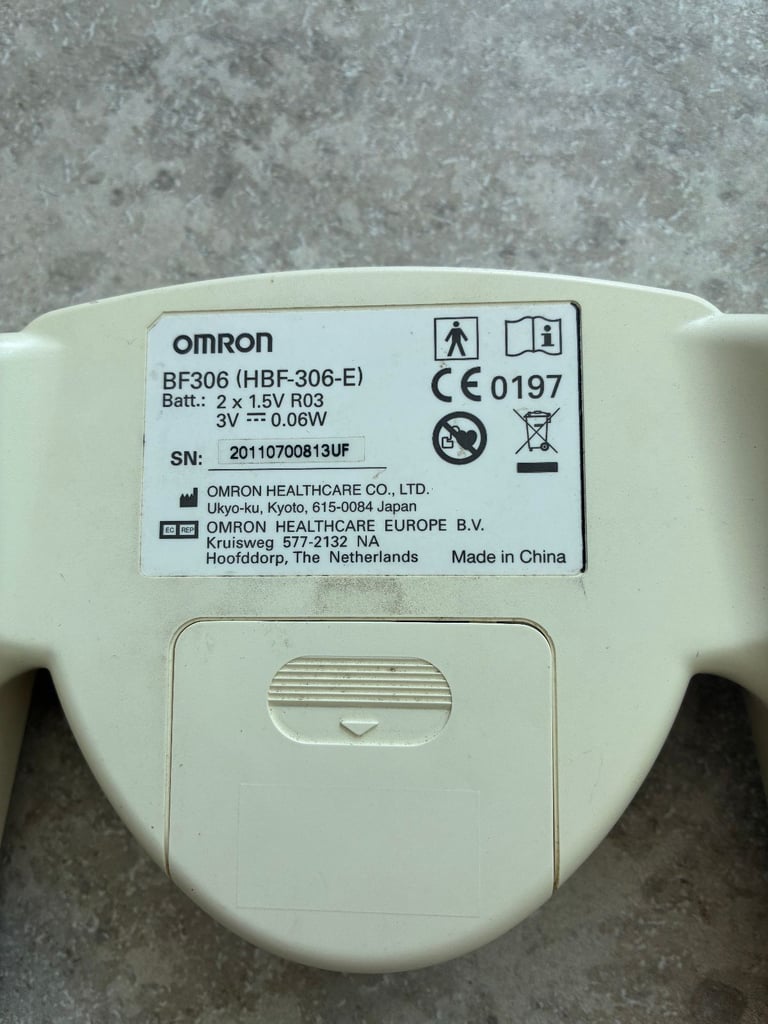 OMRON
BF306 (HBF-306-E)
Batt.: 2 x 1.5V R03
3V ⎓ 0.06W
CE 0197
SN: 20110700813UF
OMRON HEALTHCARE CO., LTD.
Ukyo-ku, Kyoto, 615-0084 Japan
EC REP OMRON HEALTHCARE EUROPE B.V.
Kruisweg 577-2132 NA
Hoofddorp, The Netherlands
Made in China